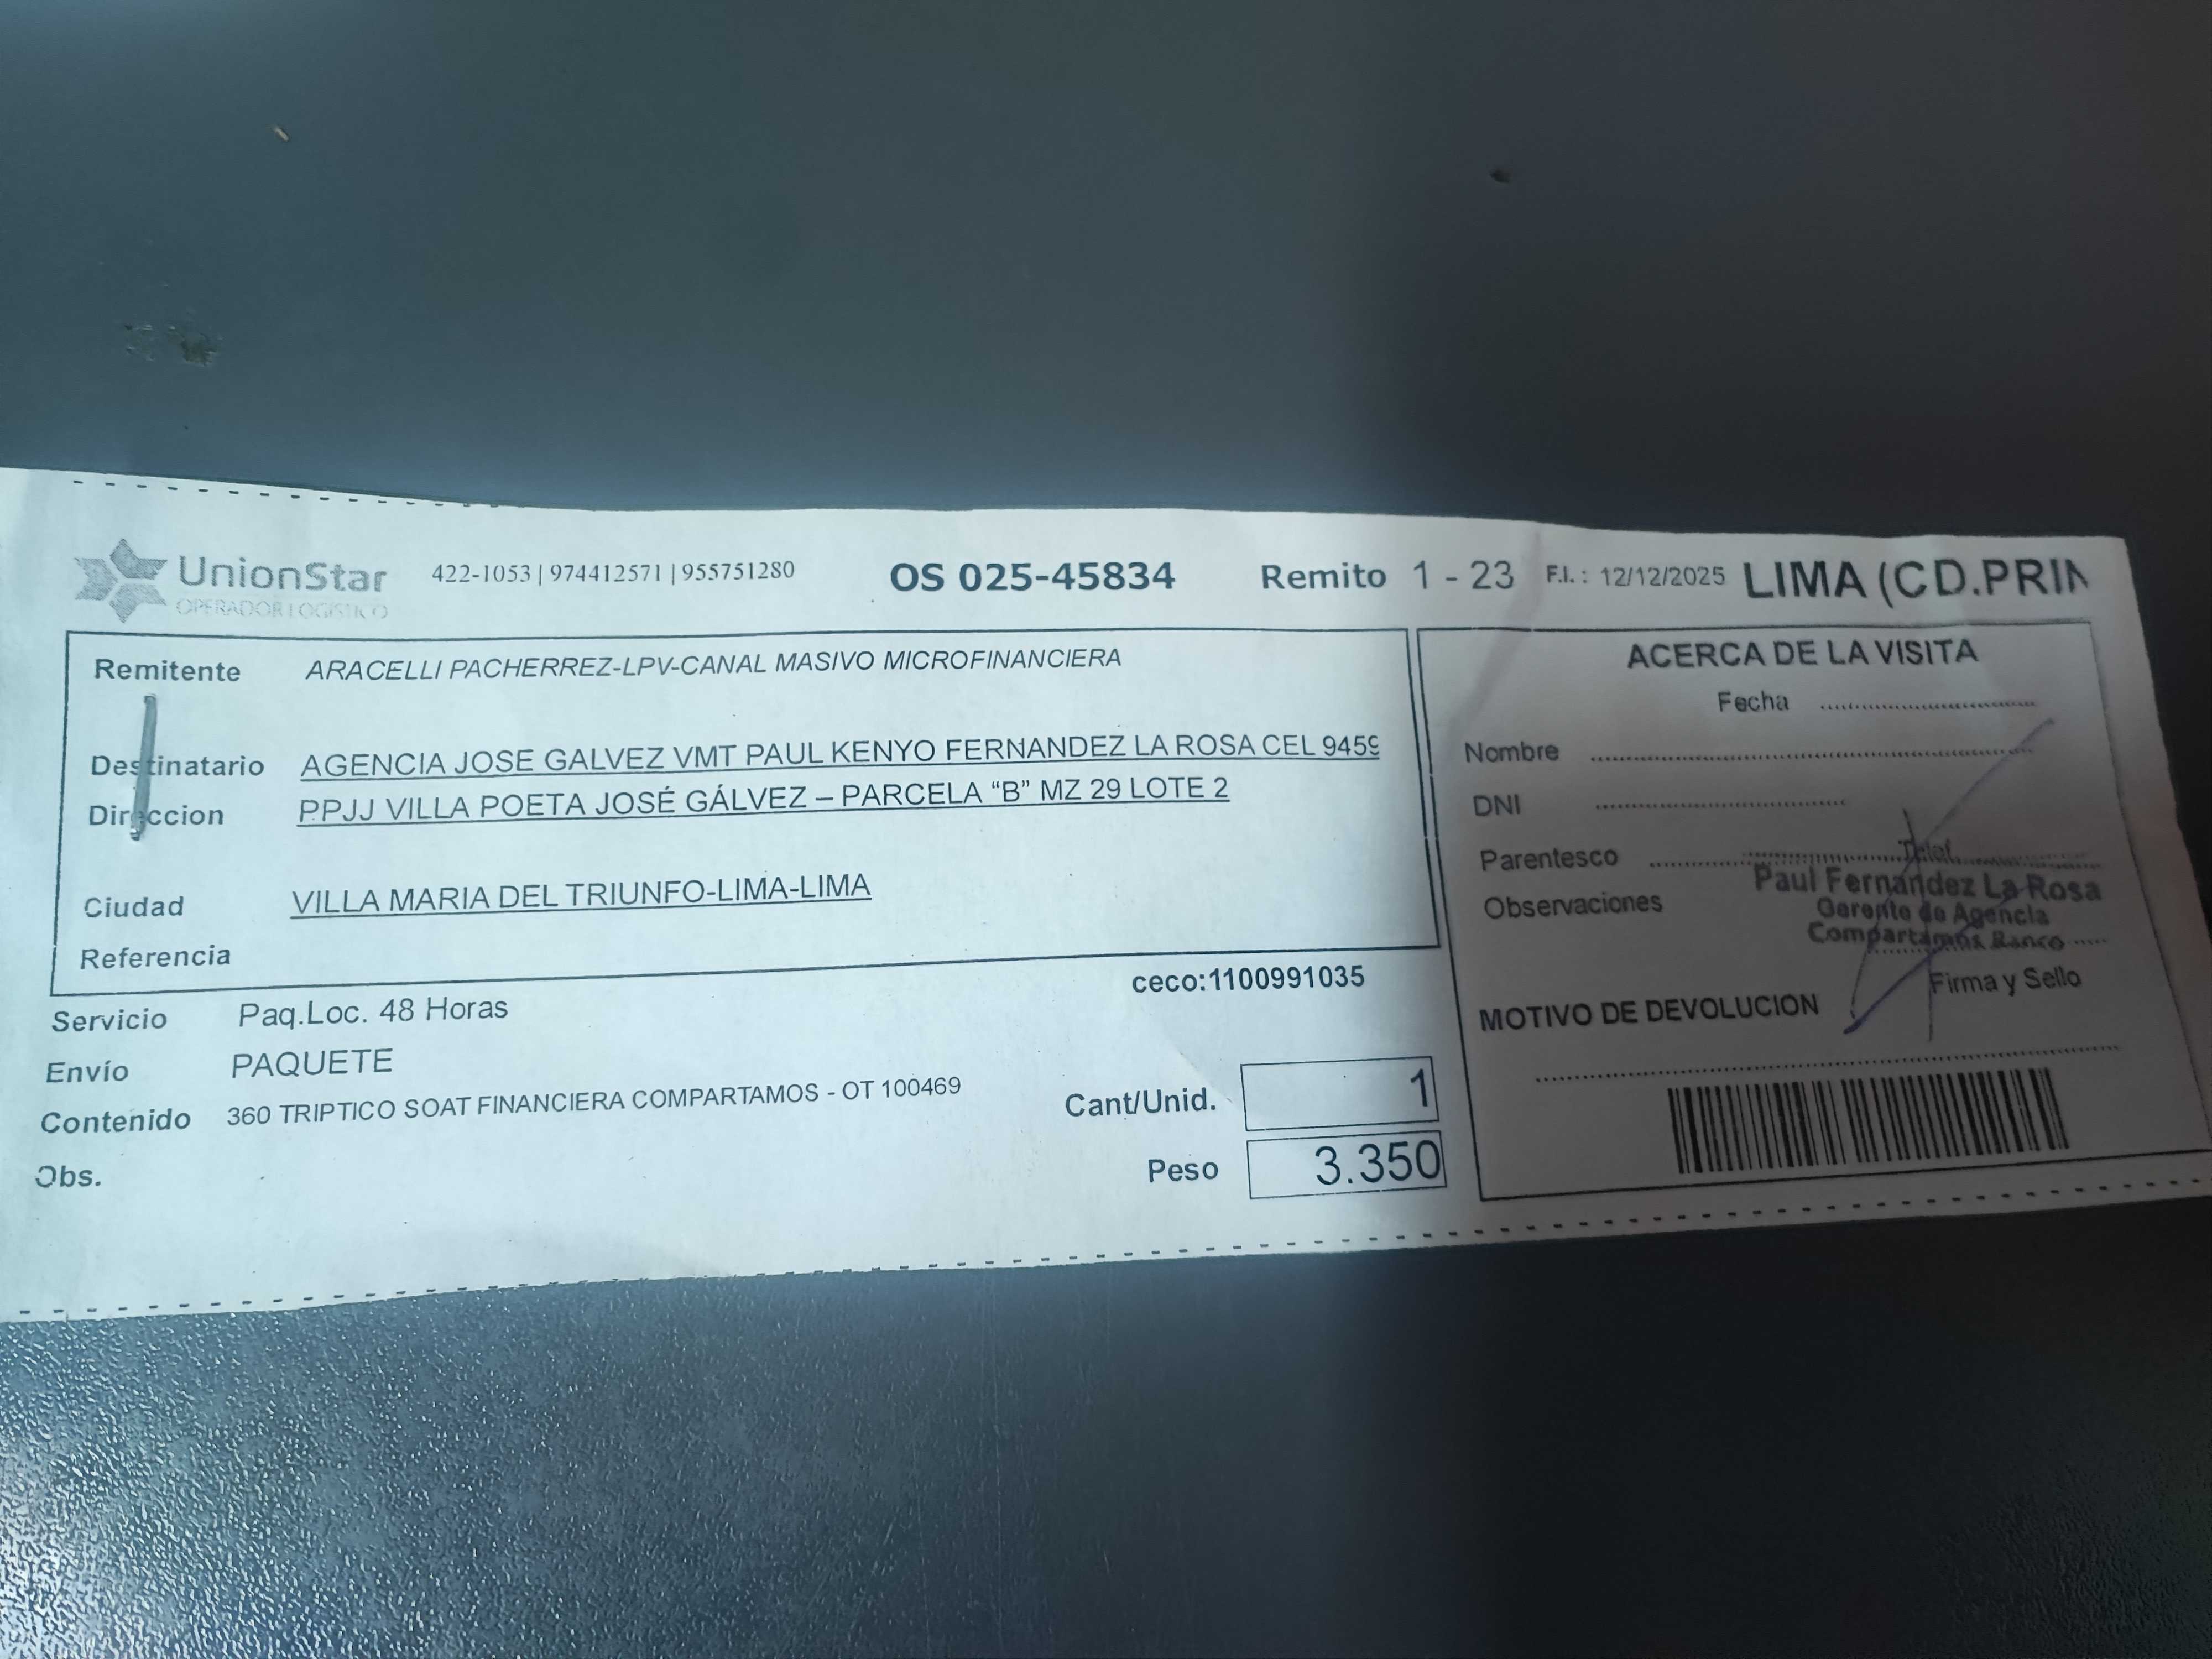 UnionStar
OPERADOR LOGISTICO
422-1053 | 974412571 | 955751280
OS 025-45834
Remito 1 - 23
F.I. : 12/12/2025
LIMA (CD.PRIN
Remitente ARACELLI PACHERREZ-LPV-CANAL MASIVO MICROFINANCIERA
Destinatario AGENCIA JOSE GALVEZ VMT PAUL KENYO FERNANDEZ LA ROSA CEL 9459
Direccion PPJJ VILLA POETA JOSÉ GÁLVEZ – PARCELA “B” MZ 29 LOTE 2
Ciudad VILLA MARIA DEL TRIUNFO-LIMA-LIMA
Referencia
ceco:1100991035
Servicio Paq.Loc. 48 Horas
Envío PAQUETE
Contenido 360 TRIPTICO SOAT FINANCIERA COMPARTAMOS - OT 100469
Obs.
Cant/Unid. 1
Peso 3.350
ACERCA DE LA VISITA
Fecha
Nombre
DNI
Parentesco Telef.
Observaciones
Paul Fernandez La Rosa
Gerente de Agencia
Compartamos Banco
Firma y Sello
MOTIVO DE DEVOLUCION